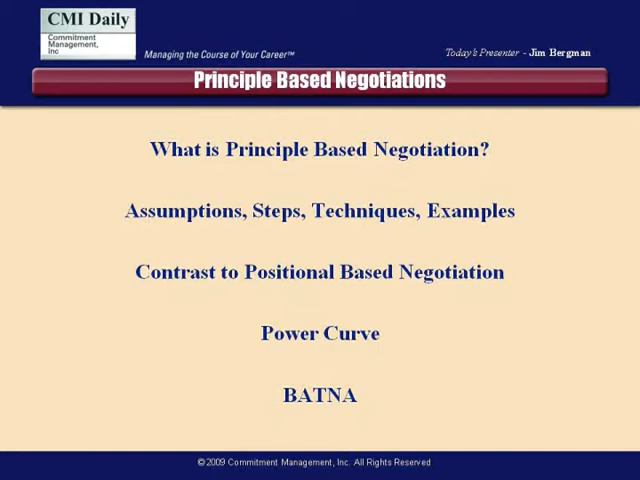 CMI Daily
Commitment
Management,
Inc
Managing the Course of Your Career™
Today's Presenter - Jim Bergman
Principle Based Negotiations
What is Principle Based Negotiation?
Assumptions, Steps, Techniques, Examples
Contrast to Positional Based Negotiation
Power Curve
BATNA
©2009 Commitment Management, Inc. All Rights Reserved